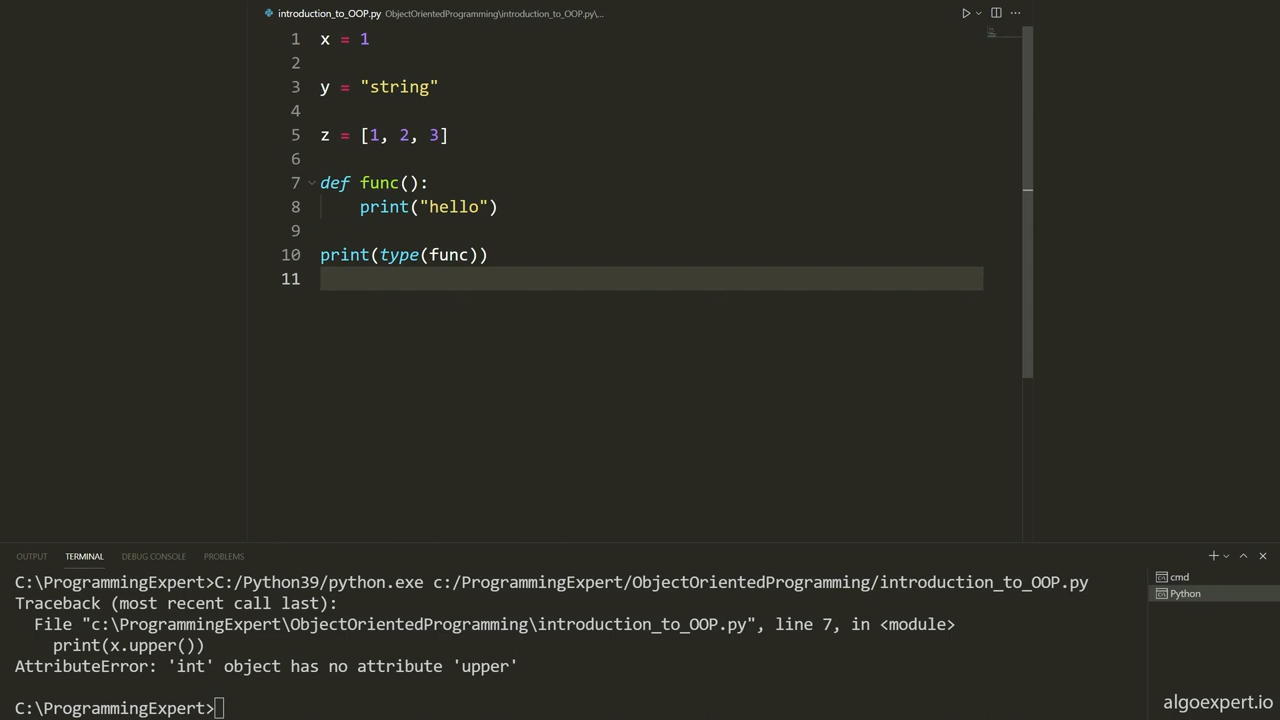 introduction_to_OOP.py ObjectOrientedProgramming\introduction_to_OOP.py\...
1 x = 1
2
3 y = "string"
4
5 z = [1, 2, 3]
6
7 def func():
8     print("hello")
9
10 print(type(func))
11
OUTPUT TERMINAL DEBUG CONSOLE PROBLEMS
C:\ProgrammingExpert>C:/Python39/python.exe c:/ProgrammingExpert/ObjectOrientedProgramming/introduction_to_OOP.py
Traceback (most recent call last):
  File "c:\ProgrammingExpert\ObjectOrientedProgramming\introduction_to_OOP.py", line 7, in <module>
    print(x.upper())
AttributeError: 'int' object has no attribute 'upper'
C:\ProgrammingExpert>
cmd
Python
algoexpert.io